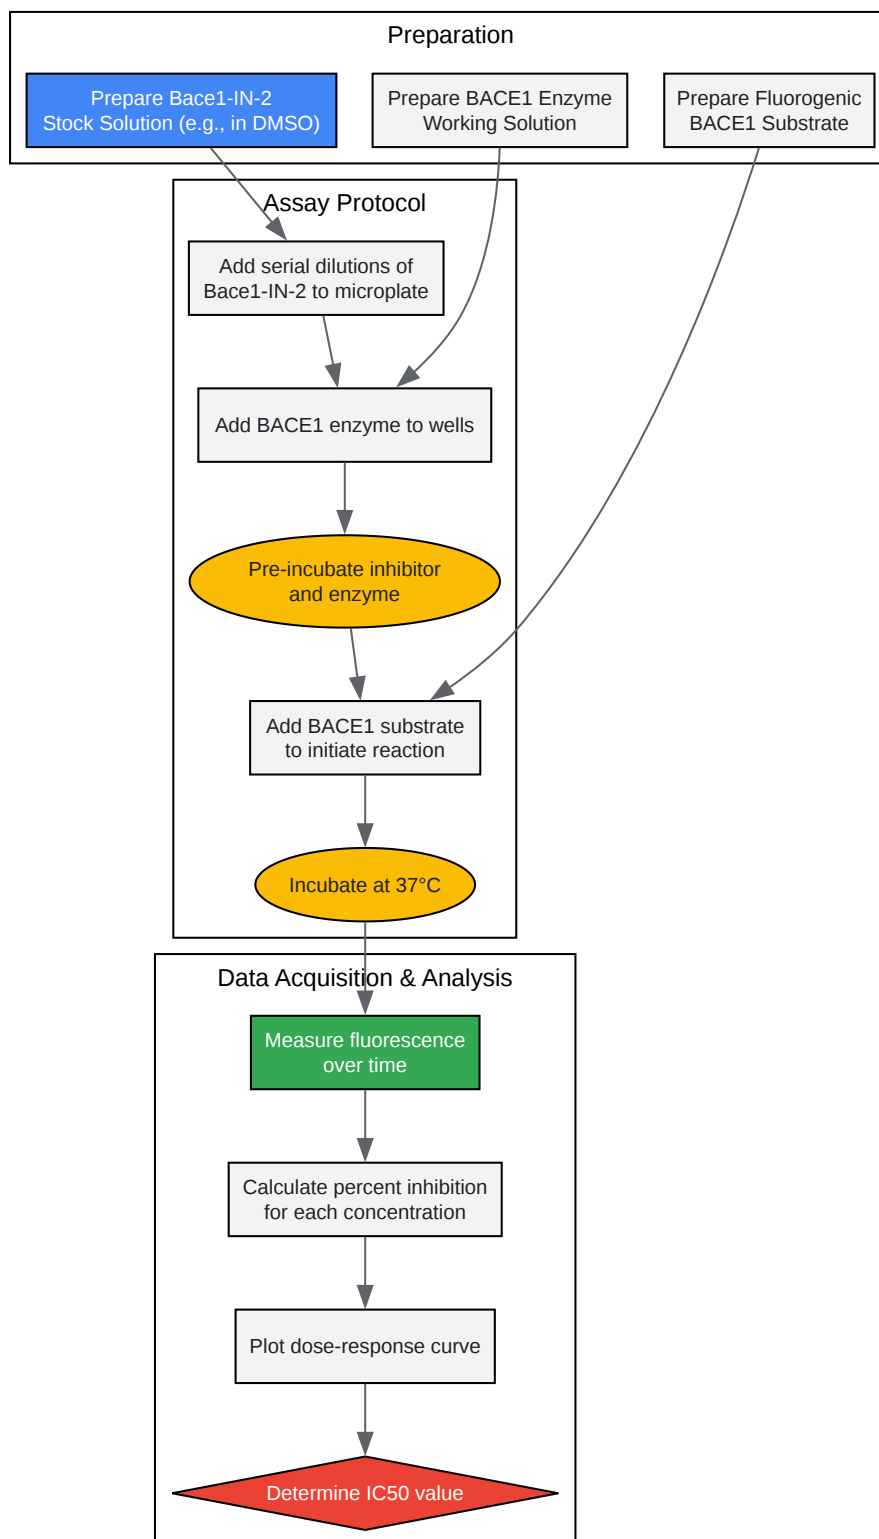 Preparation
Prepare Bace1-IN-2
Stock Solution (e.g., in DMSO)
Prepare BACE1 Enzyme
Working Solution
Prepare Fluorogenic
BACE1 Substrate
Assay Protocol
Add serial dilutions of
Bace1-IN-2 to microplate
Add BACE1 enzyme to wells
Pre-incubate inhibitor
and enzyme
Add BACE1 substrate
to initiate reaction
Incubate at 37°C
Data Acquisition & Analysis
Measure fluorescence
over time
Calculate percent inhibition
for each concentration
Plot dose-response curve
Determine IC50 value